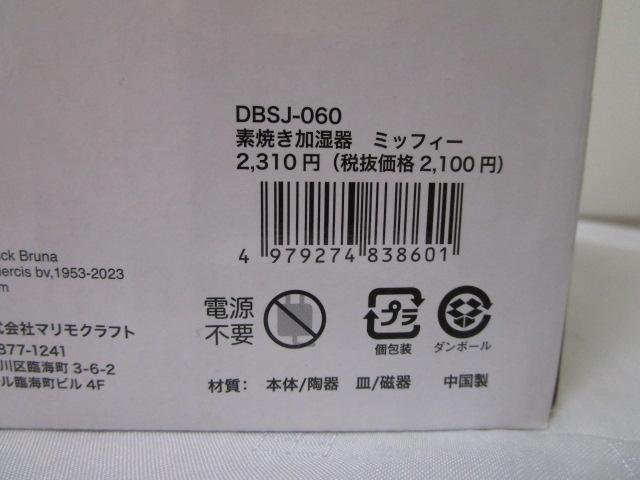 DBSJ-060
素焼き加湿器　ミッフィー
2,310円（税抜価格2,100円）
4 979274 838601
ck Bruna
ercis bv,1953-2023
m
電源
不要
プラ
個包装
ダンボール
式会社マリモクラフト
877-1241
川区臨海町3-6-2
ル臨海町ビル 4F
材質：　本体/陶器　皿/磁器　中国製